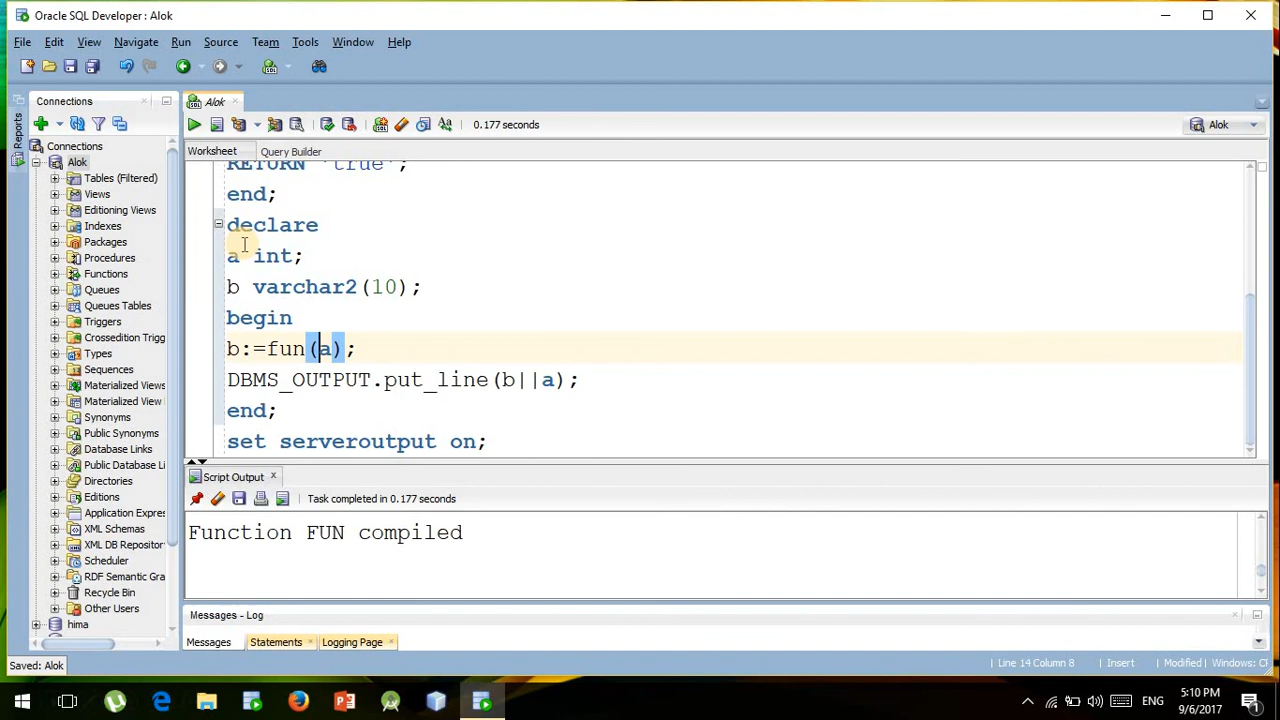 Oracle SQL Developer : Alok
File Edit View Navigate Run Source Team Tools Window Help
Connections
Alok
Reports
0.177 seconds
Alok
Worksheet
Query Builder
Connections
Alok
Tables (Filtered)
Views
Editioning Views
Indexes
Packages
Procedures
Functions
Queues
Queues Tables
Triggers
Crossedition Trigg
Types
Sequences
Materialized Views
Materialized View
Synonyms
Public Synonyms
Database Links
Public Database Li
Directories
Editions
Application Expres
XML Schemas
XML DB Repositor
Scheduler
RDF Semantic Gra
Recycle Bin
Other Users
hima
RETURN 'true';
end;
declare
a int;
b varchar2(10);
begin
b:=fun(a);
DBMS_OUTPUT.put_line(b||a);
end;
set serveroutput on;
Script Output
Task completed in 0.177 seconds
Function FUN compiled
Messages - Log
Messages Statements Logging Page
Saved: Alok
Line 14 Column 8 Insert Modified Windows: C
ENG
5:10 PM
9/6/2017